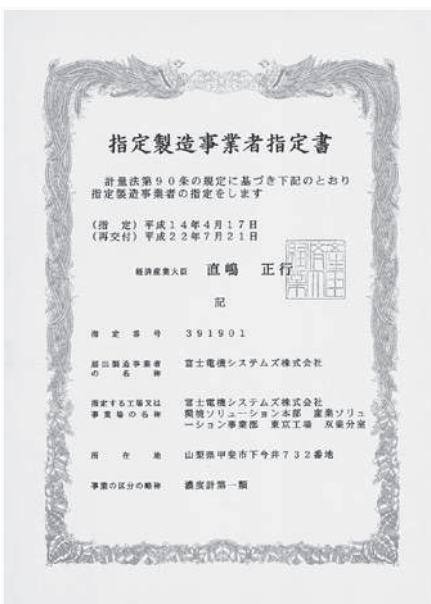 指定製造事業者指定書
計量法第90条の規定に基づき下記のとおり
指定製造事業者の指定をします
(指 定)平成14年4月17日
(再交付)平成22年7月21日
経済産業大臣 直嶋 正行
記
指定番号 391901
届出製造事業者 富士電機システムズ株式会社
の名称
指定する工場又は 富士電機システムズ株式会社
事業場の名称 環境ソリューション本部 産業ソリュ
ーション事業部 東京工場 双葉分室
所在地 山梨県甲斐市下今井732番地
事業の区分の略称 濃度計第一類